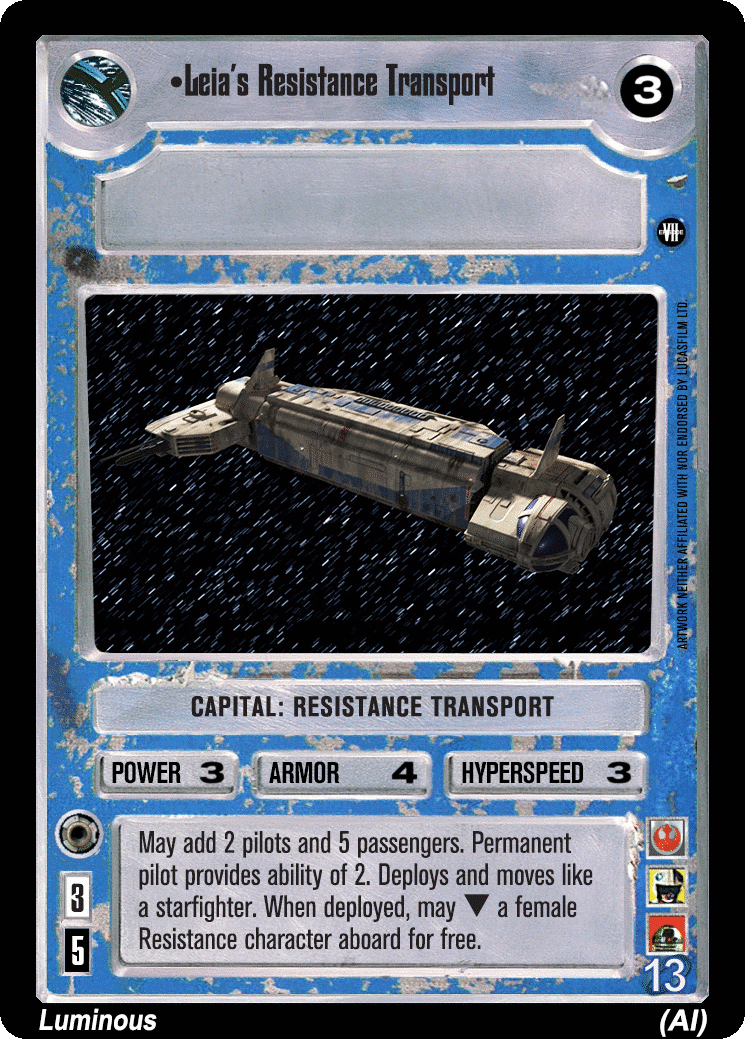 •Leia's Resistance Transport
3
EPISODE
VII
ARTWORK NEITHER AFFILIATED WITH NOR ENDORSED BY LUCASFILM LTD.
CAPITAL: RESISTANCE TRANSPORT
POWER 3
ARMOR 4
HYPERSPEED 3
May add 2 pilots and 5 passengers. Permanent
pilot provides ability of 2. Deploys and moves like
a starfighter. When deployed, may ▼ a female
Resistance character aboard for free.
3
5
13
Luminous
(AI)